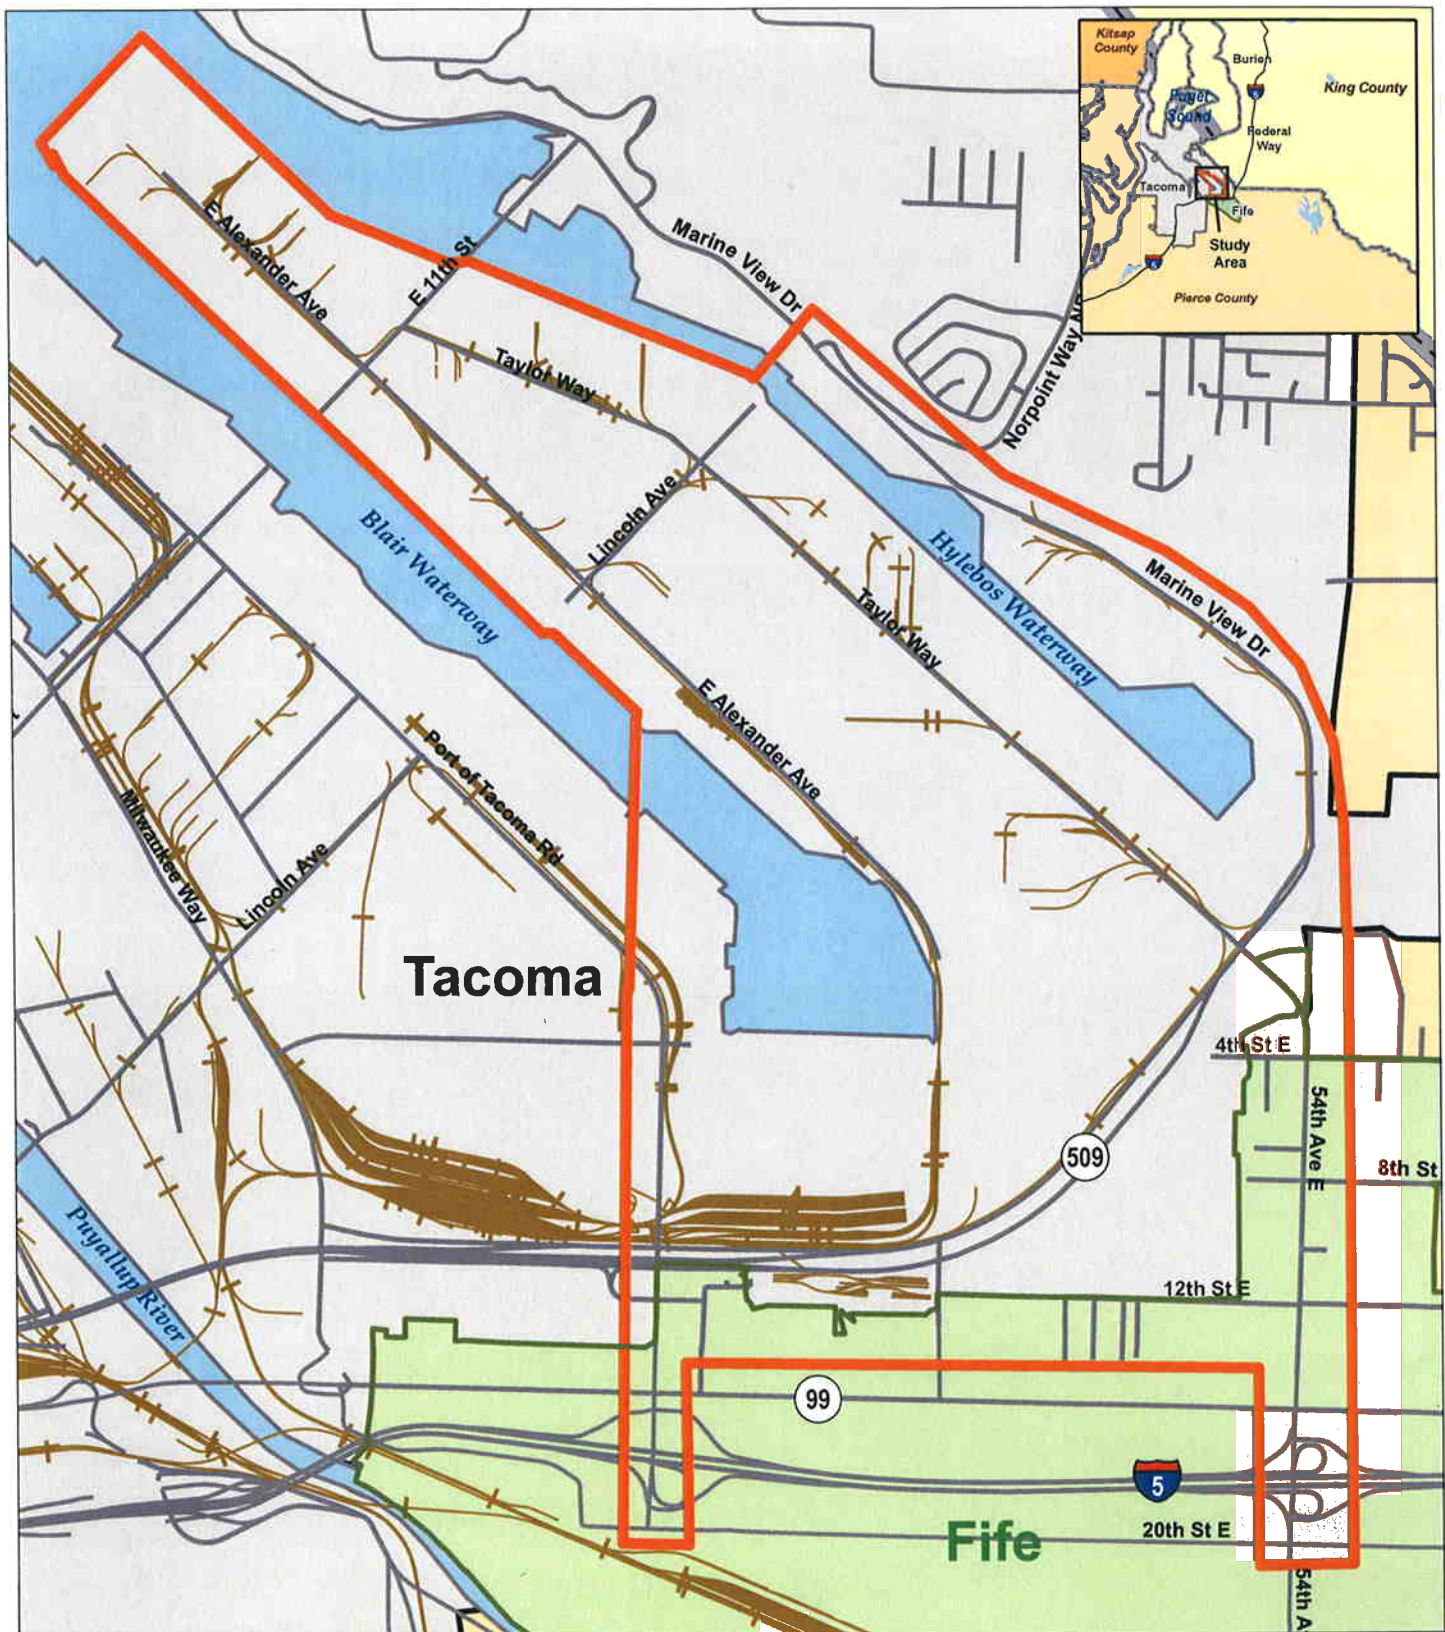 Kitsap
County
Burien
King County
Puget
Sound
Federal
Way
Tacoma
Fife
Study
Area
Pierce County
E Alexander Ave
E 11th St
Marine View Dr
Taylor Way
Norpoint Way
Lincoln Ave
Blair Waterway
Hylebos Waterway
Marine View Dr
Taylor Way
E Alexander Ave
Port of Tacoma Rd
Milwaukee Way
Lincoln Ave
Tacoma
4th St E
54th Ave E
509
8th St
Puyallup River
12th St E
99
5
20th St E
Fife
54th A